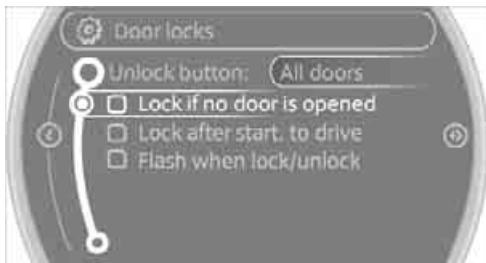 Door locks
Unlock button: All doors
Lock if no door is opened
Lock after start. to drive
Flash when lock/unlock